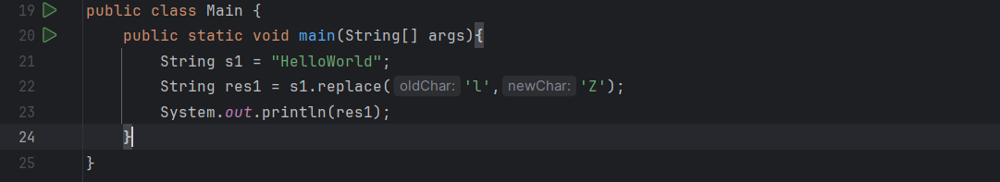 19 public class Main {
20 public static void main(String[] args){
21 String s1 = "HelloWorld";
22 String res1 = s1.replace( oldChar: 'l', newChar: 'Z');
23 System.out.println(res1);
24 }
25 }